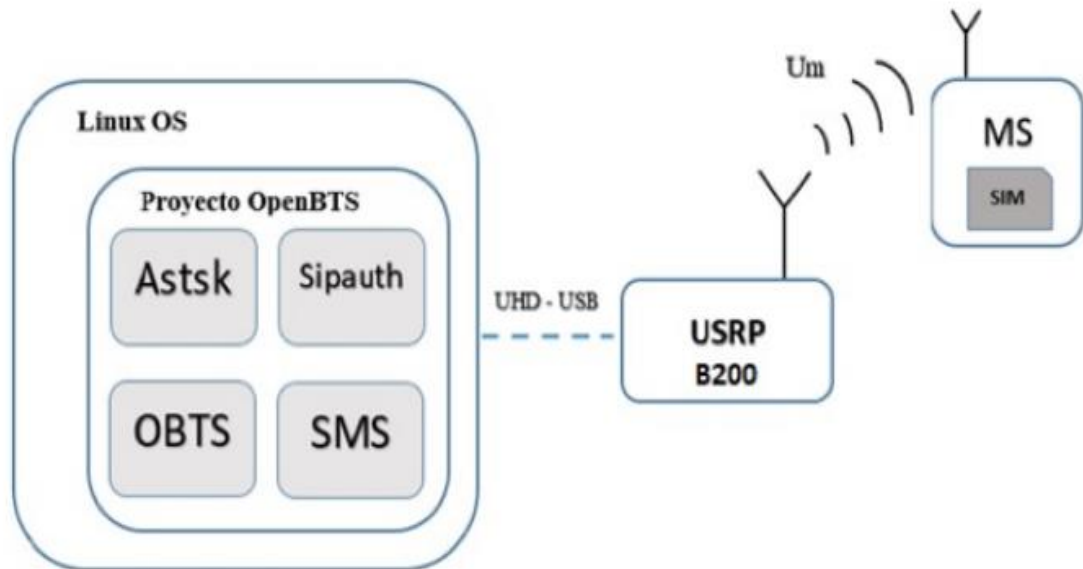 Linux OS
Proyecto OpenBTS
Astsk
Sipauth
OBTS
SMS
UHD - USB
USRP
B200
Um
MS
SIM